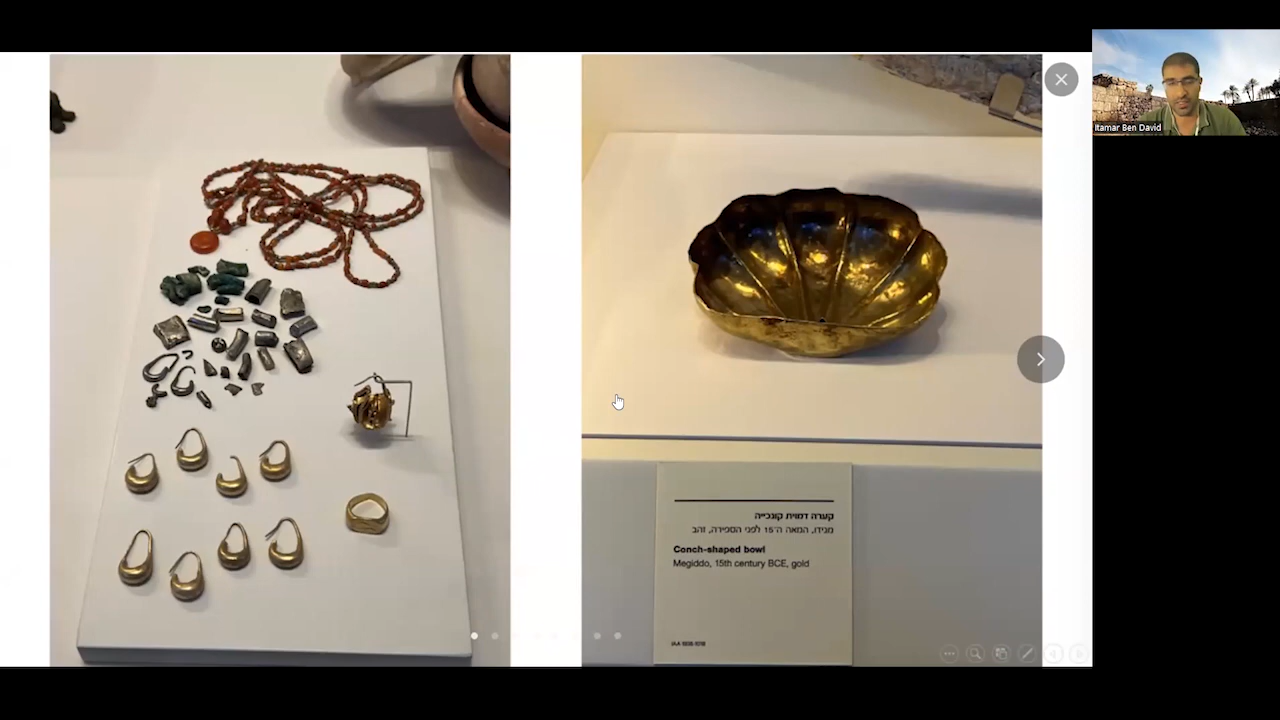 Itamar Ben David
קערה דמוית קונכייה
מגידו, המאה ה־15 לפני הספירה, זהב
Conch-shaped bowl
Megiddo, 15th century BCE, gold